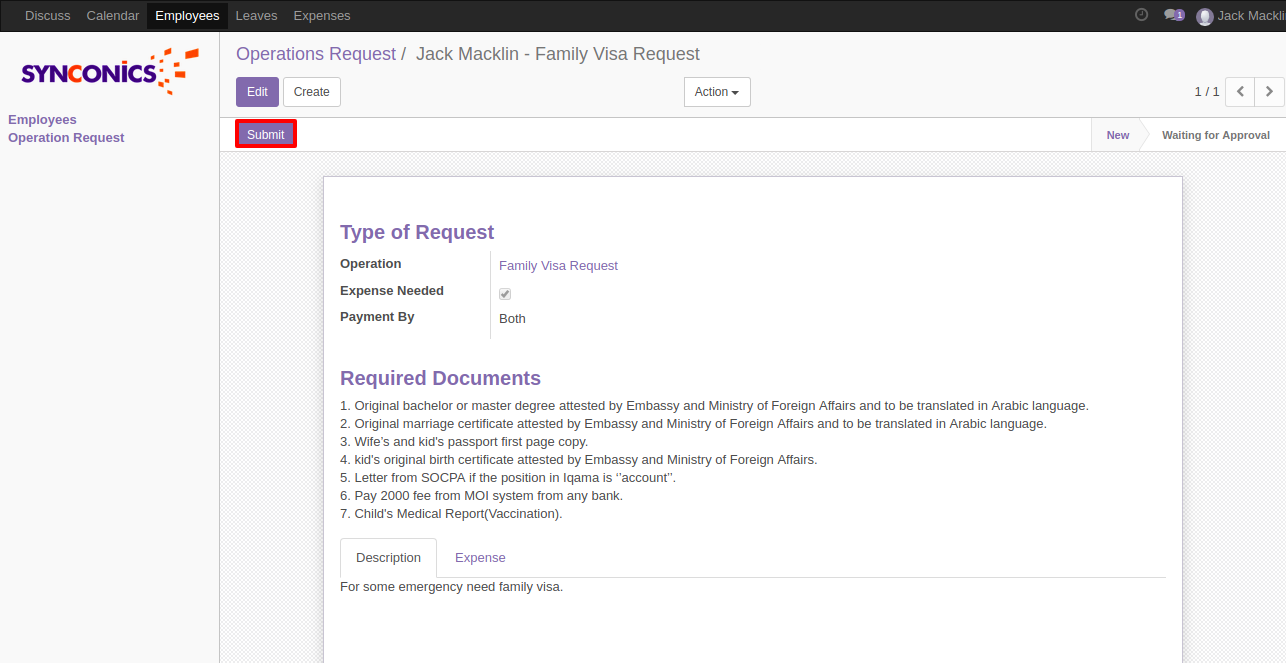 Discuss Calendar Employees Leaves Expenses 1 Jack Mackli
SYNCONICS
Employees
Operation Request
Operations Request / Jack Macklin - Family Visa Request
Edit Create Action 1 / 1
Submit New Waiting for Approval
Type of Request
Operation Family Visa Request
Expense Needed
Payment By Both
Required Documents
1. Original bachelor or master degree attested by Embassy and Ministry of Foreign Affairs and to be translated in Arabic language.
2. Original marriage certificate attested by Embassy and Ministry of Foreign Affairs and to be translated in Arabic language.
3. Wife's and kid's passport first page copy.
4. kid's original birth certificate attested by Embassy and Ministry of Foreign Affairs.
5. Letter from SOCPA if the position in Iqama is ‘’account’’.
6. Pay 2000 fee from MOI system from any bank.
7. Child's Medical Report(Vaccination).
Description Expense
For some emergency need family visa.